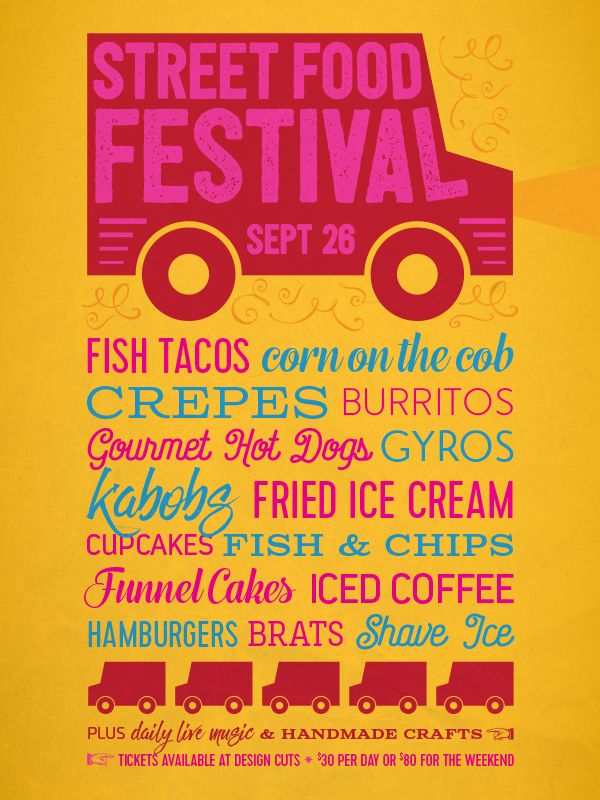 STREET FOOD
FESTIVAL
SEPT 26
FISH TACOS corn on the cob
CREPES BURRITOS
Gourmet Hot Dogs GYROS
kabobs FRIED ICE CREAM
CUPCAKES FISH & CHIPS
Funnel Cakes ICED COFFEE
HAMBURGERS BRATS Shave Ice
PLUS daily live music & HANDMADE CRAFTS
TICKETS AVAILABLE AT DESIGN CUTS * $30 PER DAY OR $80 FOR THE WEEKEND